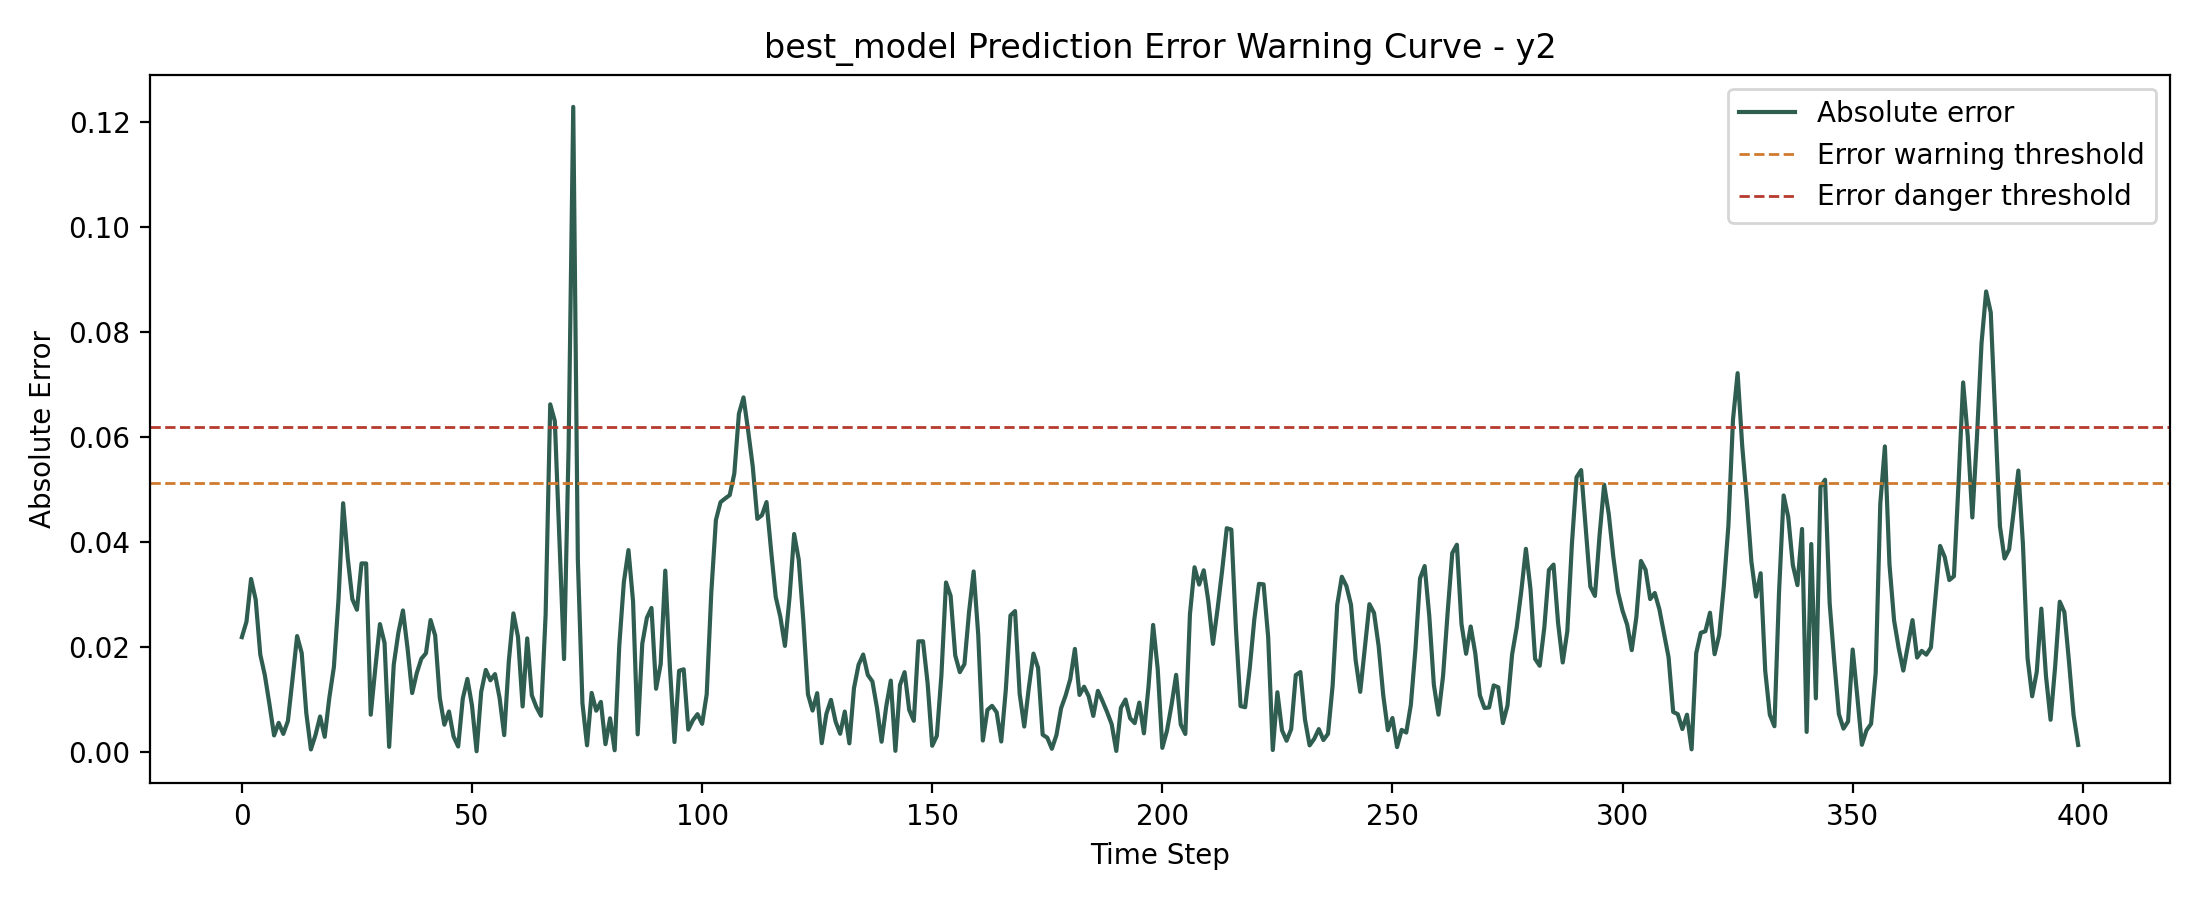 best_model Prediction Error Warning Curve - y2
Absolute error
Error warning threshold
Error danger threshold
Absolute Error
0.12
0.10
0.08
0.06
0.04
0.02
0.00
0 50 100 150 200 250 300 350 400
Time Step